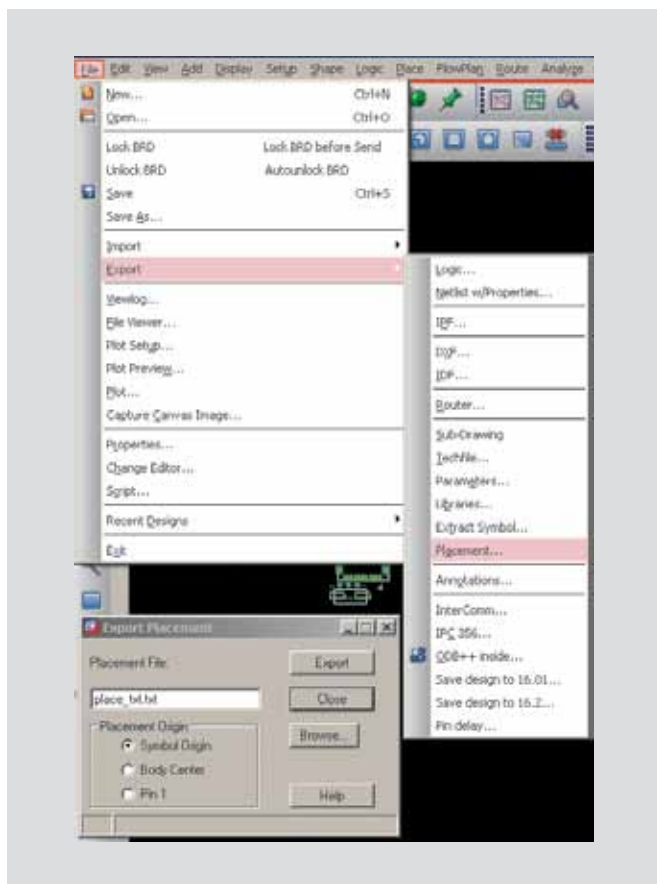 File Edit View Add Display Setup Shape Logic Place FlowPlan Route Analyze
New... Ctrl+N
Open... Ctrl+O
Lock BRD Lock BRD before Send
Unlock BRD Autounlock BRD
Save Ctrl+S
Save As...
Import
Export
Viewlog...
File Viewer...
Plot Setup...
Plot Preview...
Plot...
Capture Canvas Image...
Properties...
Change Editor...
Script...
Recent Designs
Exit
Logic...
Netlist w/Properties...
IPF...
DXF...
IDF...
Router...
Sub-Drawing
Techfile...
Parameters...
Libraries...
Extract Symbol...
Placement...
Annotations...
InterComm...
IPC 356...
ODB++ inside...
Save design to 16.01...
Save design to 16.2...
Pin delay...
Export Placement
Placement File: Export
place_txt.txt Close
Placement Origin Browse...
Symbol Origin
Body Center
Pin 1 Help